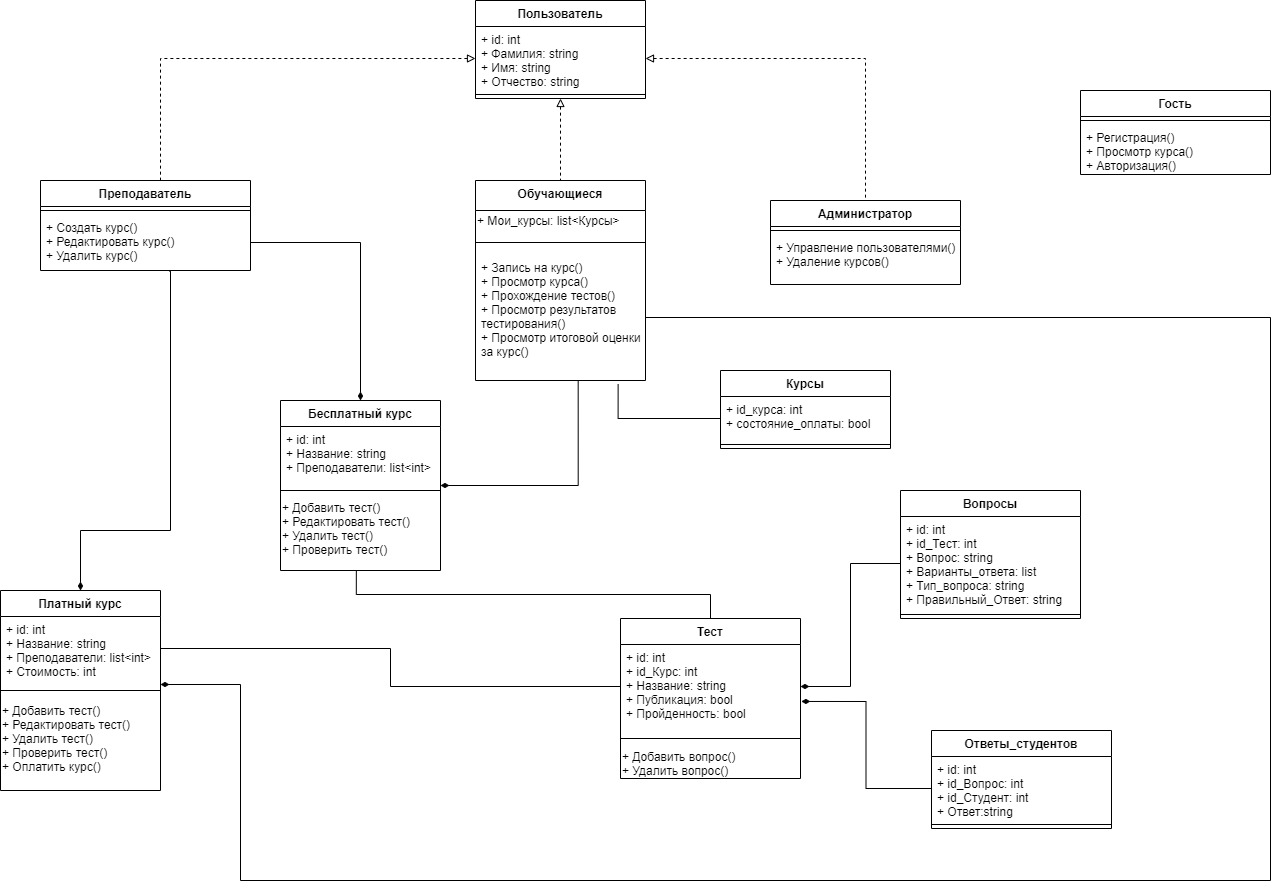 Пользователь
+ id: int
+ Фамилия: string
+ Имя: string
+ Отчество: string
Гость
+ Регистрация()
+ Просмотр курса()
+ Авторизация()
Преподаватель
+ Создать курс()
+ Редактировать курс()
+ Удалить курс()
Обучающиеся
+ Мои_курсы: list<Курсы>
+ Запись на курс()
+ Просмотр курса()
+ Прохождение тестов()
+ Просмотр результатов
тестирования()
+ Просмотр итоговой оценки
за курс()
Администратор
+ Управление пользователями()
+ Удаление курсов()
Курсы
+ id_курса: int
+ состояние_оплаты: bool
Бесплатный курс
+ id: int
+ Название: string
+ Преподаватели: list<int>
+ Добавить тест()
+ Редактировать тест()
+ Удалить тест()
+ Проверить тест()
Вопросы
+ id: int
+ id_Тест: int
+ Вопрос: string
+ Варианты_ответа: list
+ Тип_вопроса: string
+ Правильный_Ответ: string
Платный курс
+ id: int
+ Название: string
+ Преподаватели: list<int>
+ Стоимость: int
+ Добавить тест()
+ Редактировать тест()
+ Удалить тест()
+ Проверить тест()
+ Оплатить курс()
Тест
+ id: int
+ id_Курс: int
+ Название: string
+ Публикация: bool
+ Пройденность: bool
+ Добавить вопрос()
+ Удалить вопрос()
Ответы_студентов
+ id: int
+ id_Вопрос: int
+ id_Студент: int
+ Ответ:string